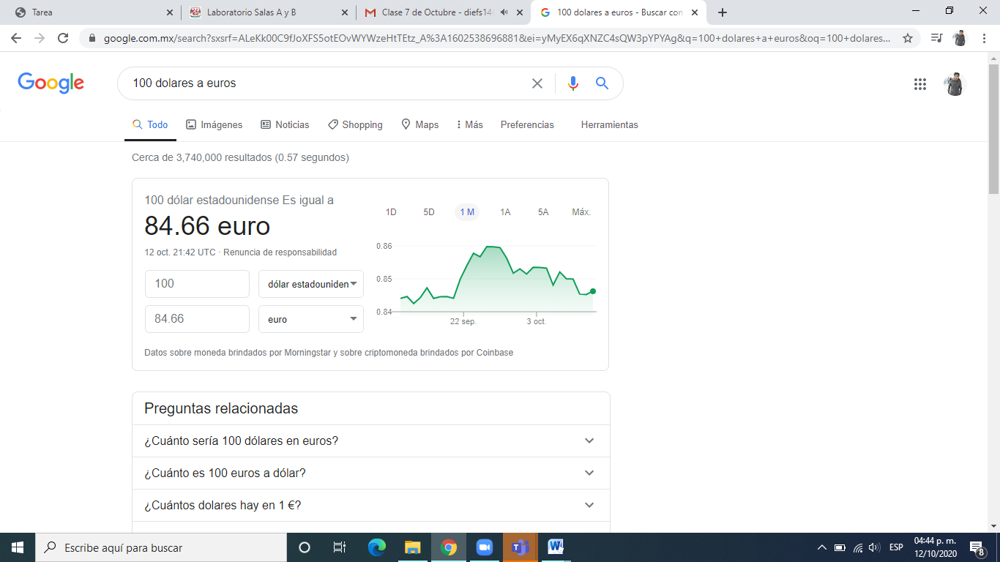 Tarea
Laboratorio Salas A y B
Clase 7 de Octubre - diefs14
100 dolares a euros - Buscar con
google.com.mx/search?sxsrf=ALeKk00C9fJoXFS5otEOvWYWzeHtTEtz_A%3A1602538696881&ei=yMyEX6qXNZC4sQW3pYPYAg&q=100+dolares+a+euros&oq=100+dolares...
Google
100 dolares a euros
Todo
Imágenes
Noticias
Shopping
Maps
Más
Preferencias
Herramientas
Cerca de 3,740,000 resultados (0.57 segundos)
100 dólar estadounidense Es igual a
84.66 euro
12 oct. 21:42 UTC · Renuncia de responsabilidad
100
dólar estadouniden
84.66
euro
1D
5D
1 M
1A
5A
Máx.
0.86
0.85
0.84
22 sep.
3 oct.
Datos sobre moneda brindados por Morningstar y sobre criptomoneda brindados por Coinbase
Preguntas relacionadas
¿Cuánto sería 100 dólares en euros?
¿Cuánto es 100 euros a dólar?
¿Cuántos dolares hay en 1 €?
Escribe aquí para buscar
ESP
04:44 p. m.
12/10/2020
8